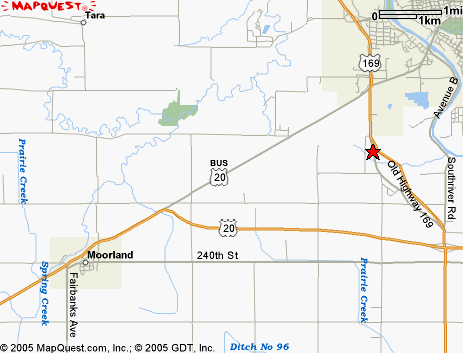 MAPQUEST
Tara
0
1mi
1km
169
Avenue B
Prairie Creek
BUS
20
Old Highway 169
Southriver Rd.
20
Moorland
240th St
Spring Creek
Fairbanks Ave
Prairie Creek
Ditch No 96
© 2005 MapQuest.com, Inc.; © 2005 GDT, Inc.